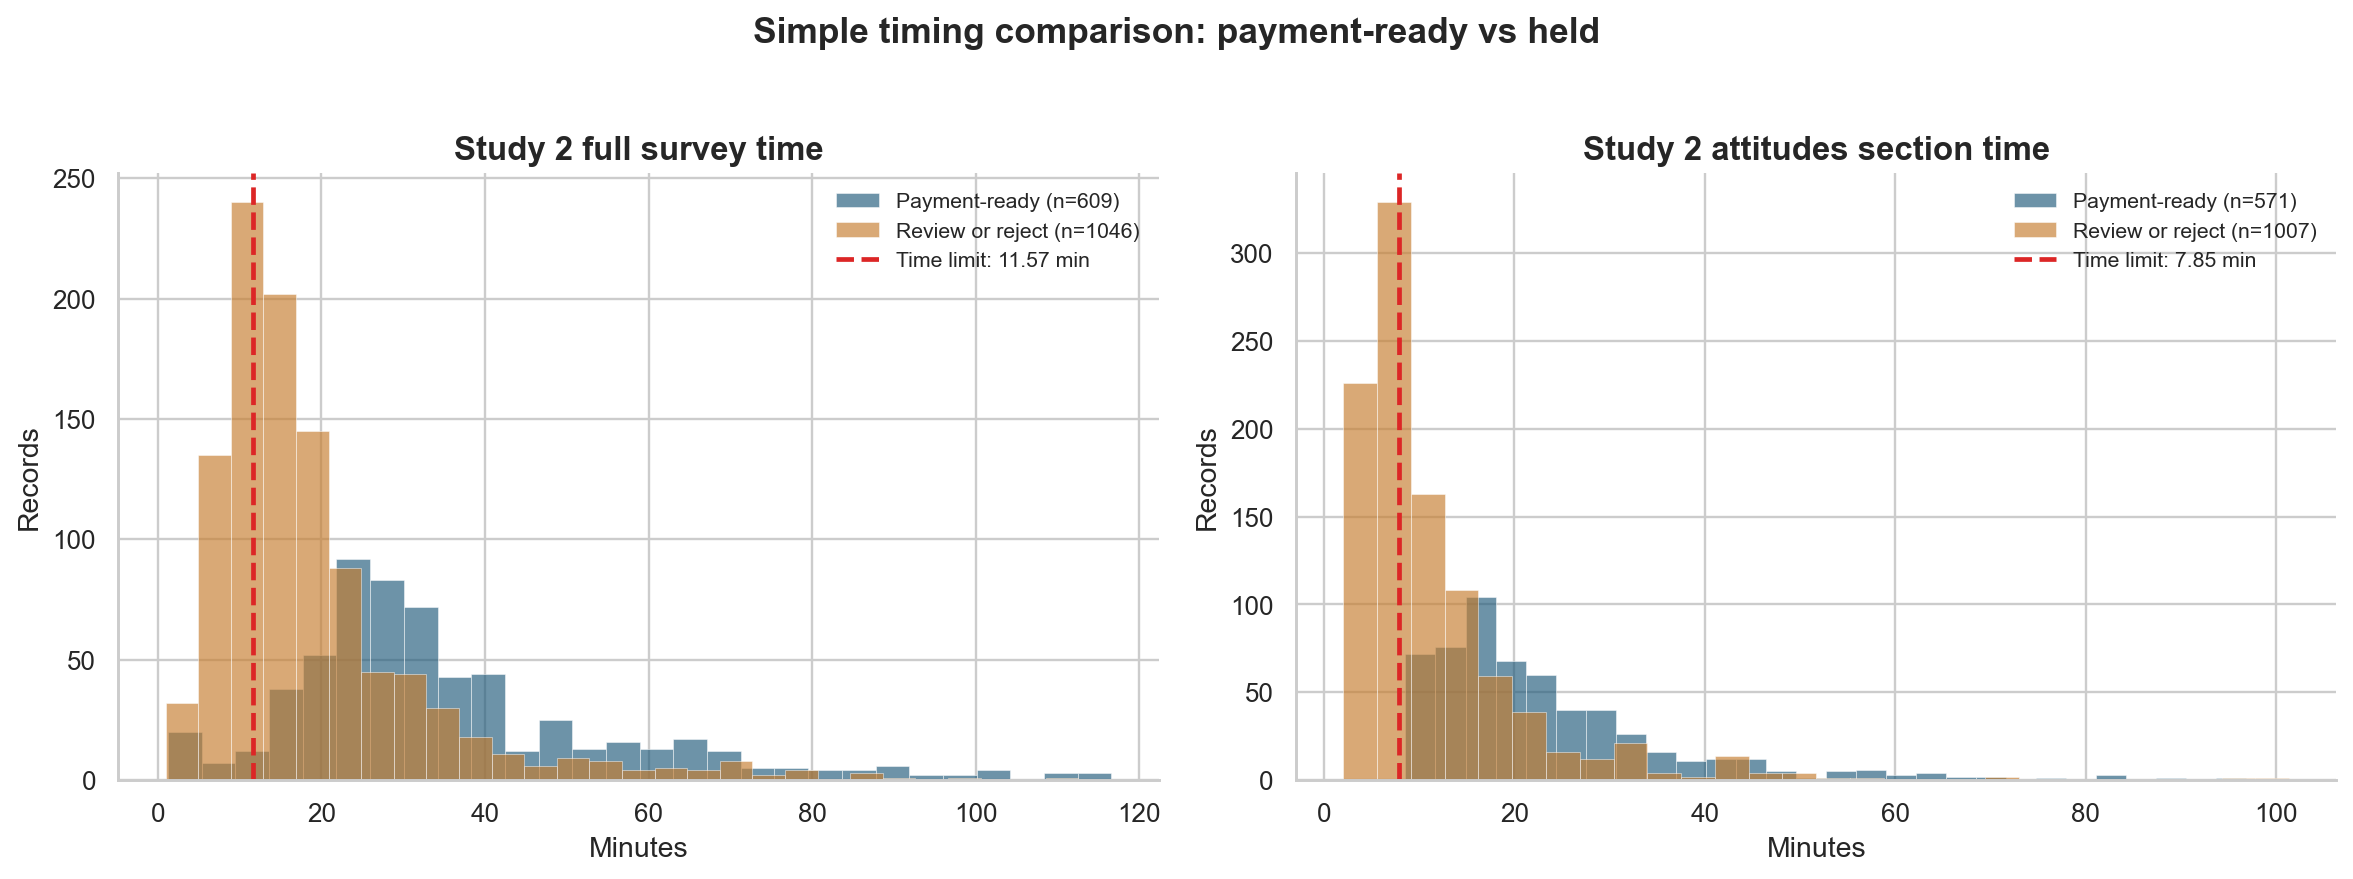 Simple timing comparison: payment-ready vs held
Study 2 full survey time
Payment-ready (n=609)
Review or reject (n=1046)
Time limit: 11.57 min
Records
250
200
150
100
50
0
0 20 40 60 80 100 120
Minutes
Study 2 attitudes section time
Payment-ready (n=571)
Review or reject (n=1007)
Time limit: 7.85 min
Records
300
250
200
150
100
50
0
0 20 40 60 80 100
Minutes